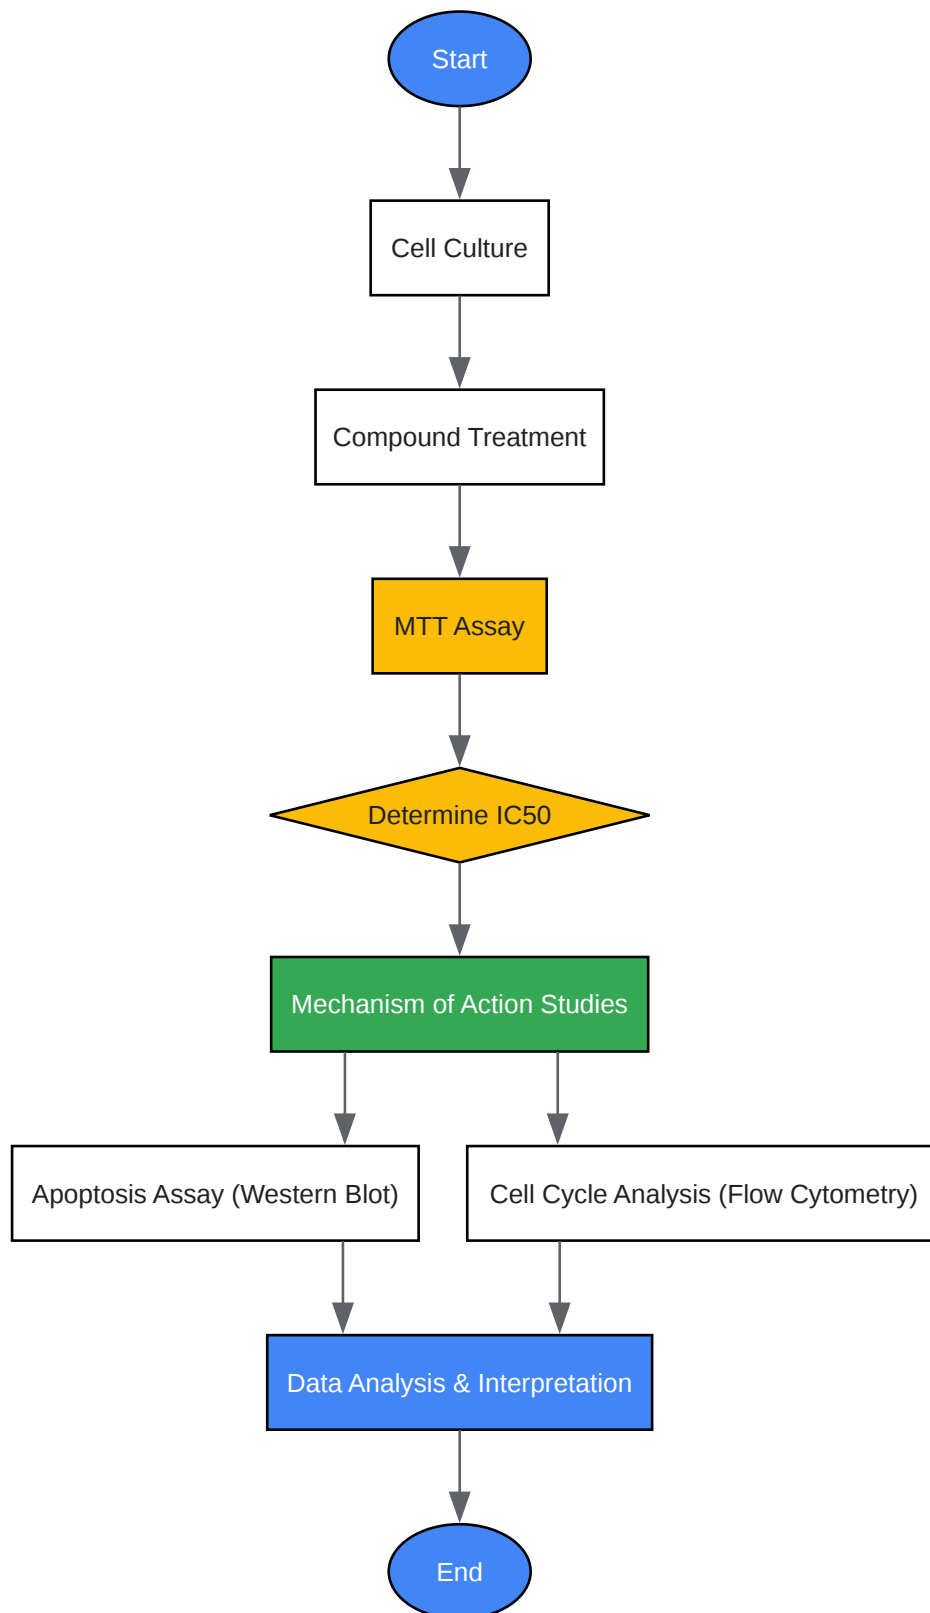 Start
Cell Culture
Compound Treatment
MTT Assay
Determine IC50
Mechanism of Action Studies
Apoptosis Assay (Western Blot)
Cell Cycle Analysis (Flow Cytometry)
Data Analysis & Interpretation
End